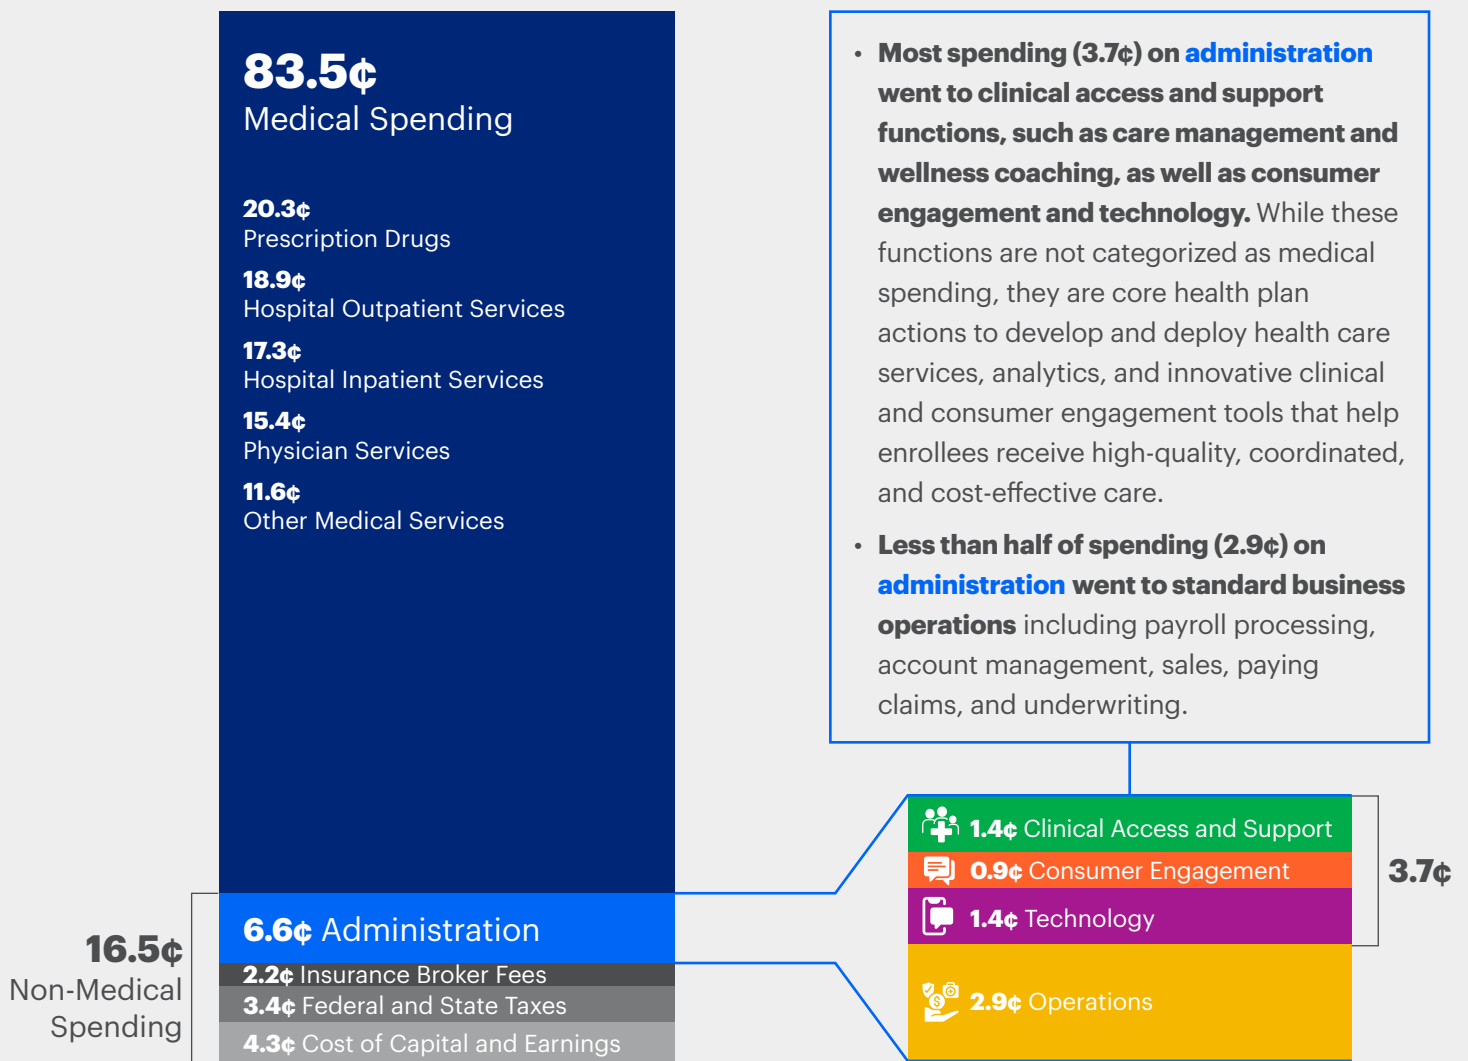 83.5¢
Medical Spending
20.3¢
Prescription Drugs
18.9¢
Hospital Outpatient Services
17.3¢
Hospital Inpatient Services
15.4¢
Physician Services
11.6¢
Other Medical Services
16.5¢
Non-Medical
Spending
6.6¢ Administration
2.2¢ Insurance Broker Fees
3.4¢ Federal and State Taxes
4.3¢ Cost of Capital and Earnings
• Most spending (3.7¢) on administration
went to clinical access and support
functions, such as care management and
wellness coaching, as well as consumer
engagement and technology. While these
functions are not categorized as medical
spending, they are core health plan
actions to develop and deploy health care
services, analytics, and innovative clinical
and consumer engagement tools that help
enrollees receive high-quality, coordinated,
and cost-effective care.
• Less than half of spending (2.9¢) on
administration went to standard business
operations including payroll processing,
account management, sales, paying
claims, and underwriting.
1.4¢ Clinical Access and Support
0.9¢ Consumer Engagement
1.4¢ Technology
3.7¢
2.9¢ Operations